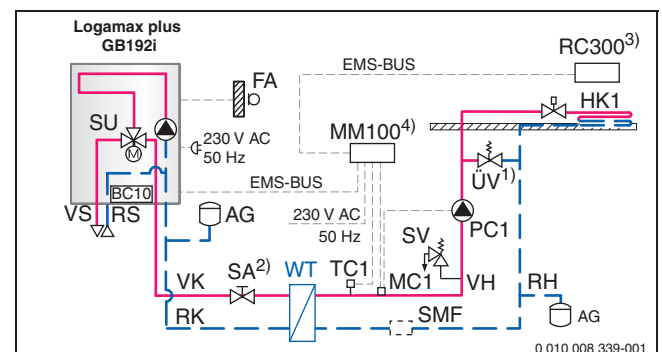 Logamax plus
GB192i
RC300³⁾
EMS-BUS
FA
HK1
SU
MM100⁴⁾
230 V AC
50 Hz
M
ÜV¹⁾
BC10
EMS-BUS
VS
RS
AG
230 V AC
50 Hz
PC1
SV
SA²⁾
WT
TC1
MC1
VH
RH
VK
RK
SMF
AG
0 010 008 339-001